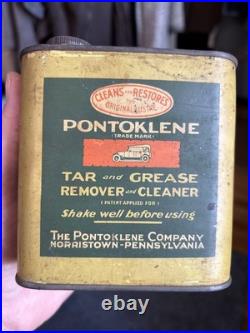 CLEANS AND RESTORES
THE
ORIGINAL LUSTRE
PONTOKLENE
(TRADE MARK)
TAR and GREASE
REMOVER and CLEANER
(PATENT APPLIED FOR)
Shake well before using
THE PONTOKLENE COMPANY
NORRISTOWN-PENNSYLVANIA